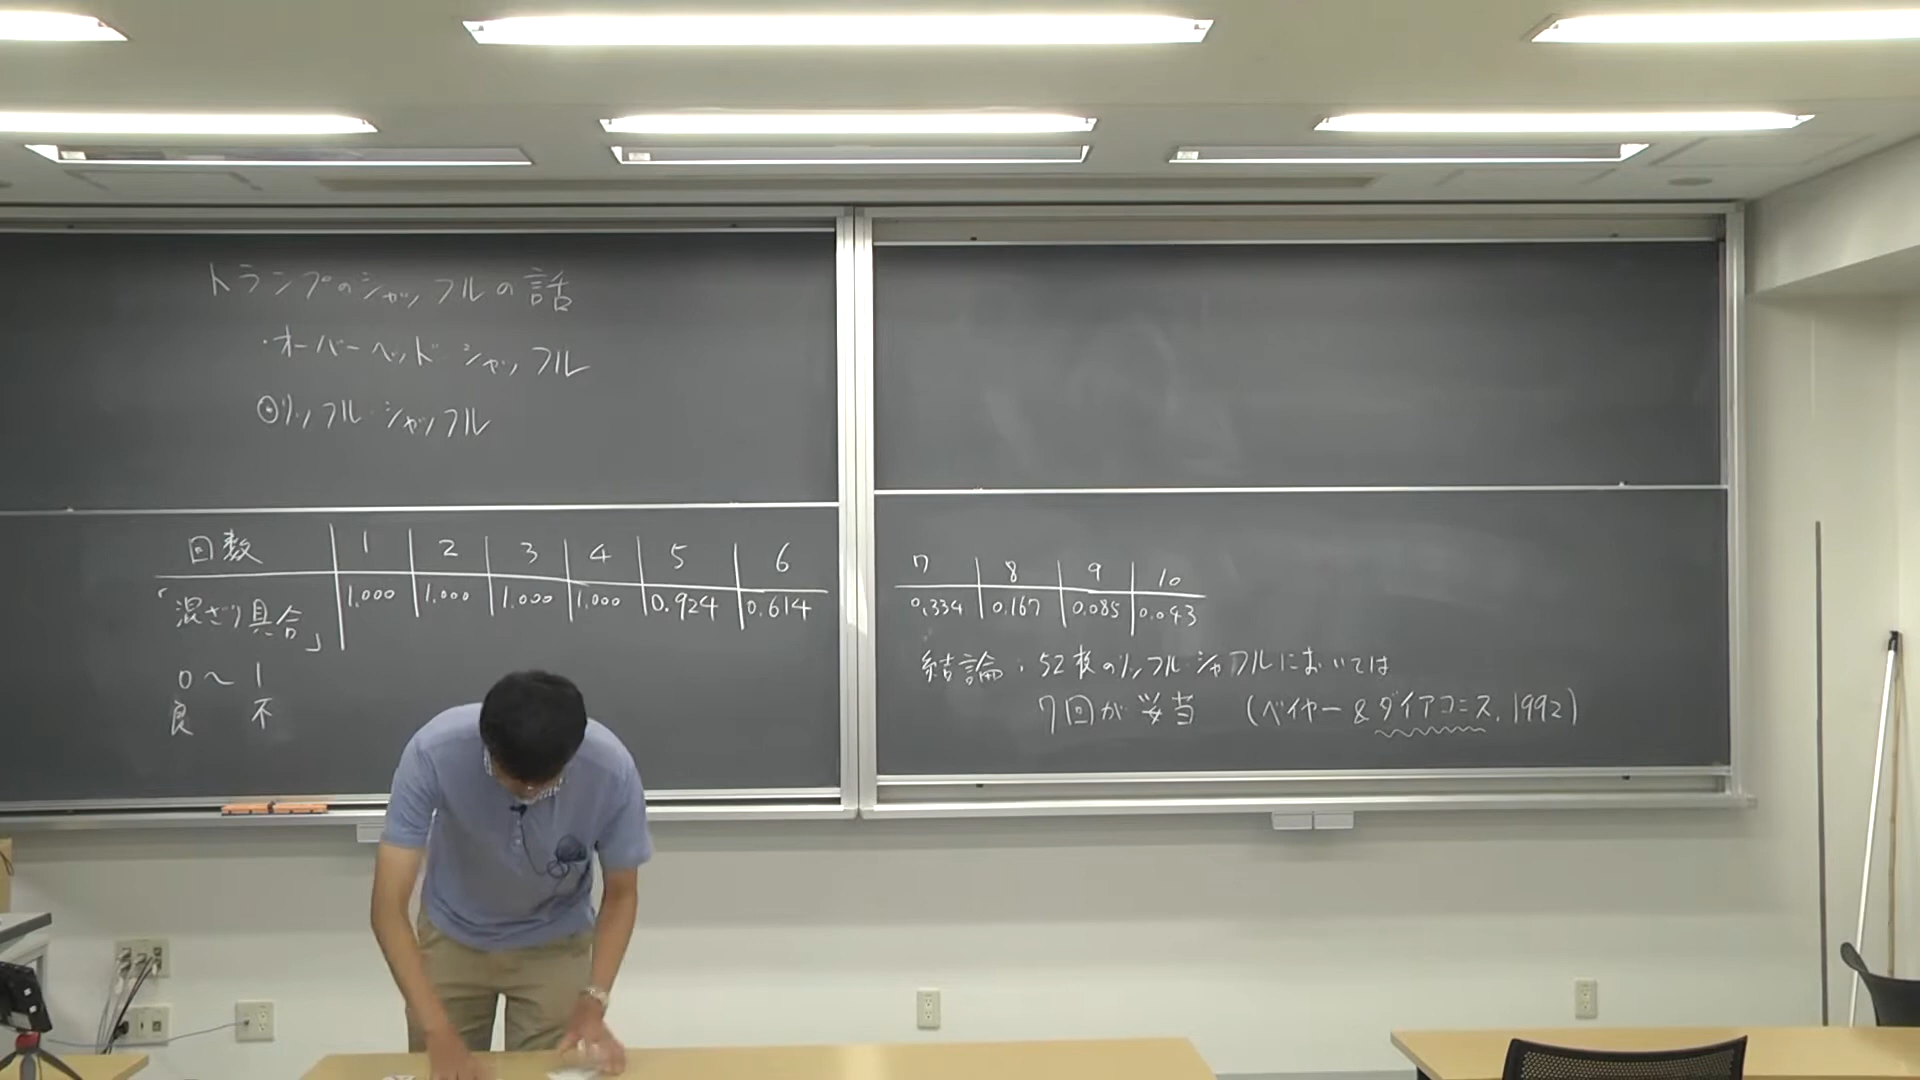 トランプのシャッフルの話
・オーバーヘッドシャッフル
⦿リッフル・シャッフル
回数 1 2 3 4 5 6
「混ざり具合」 1.000 1.000 1.000 1.000 0.924 0.614
0～1
良 不
7 8 9 10
0.334 0.167 0.085 0.043
結論：52枚のリッフルシャッフルにおいては
7回が妥当 (ベイヤー&ダイアコニス, 1992)